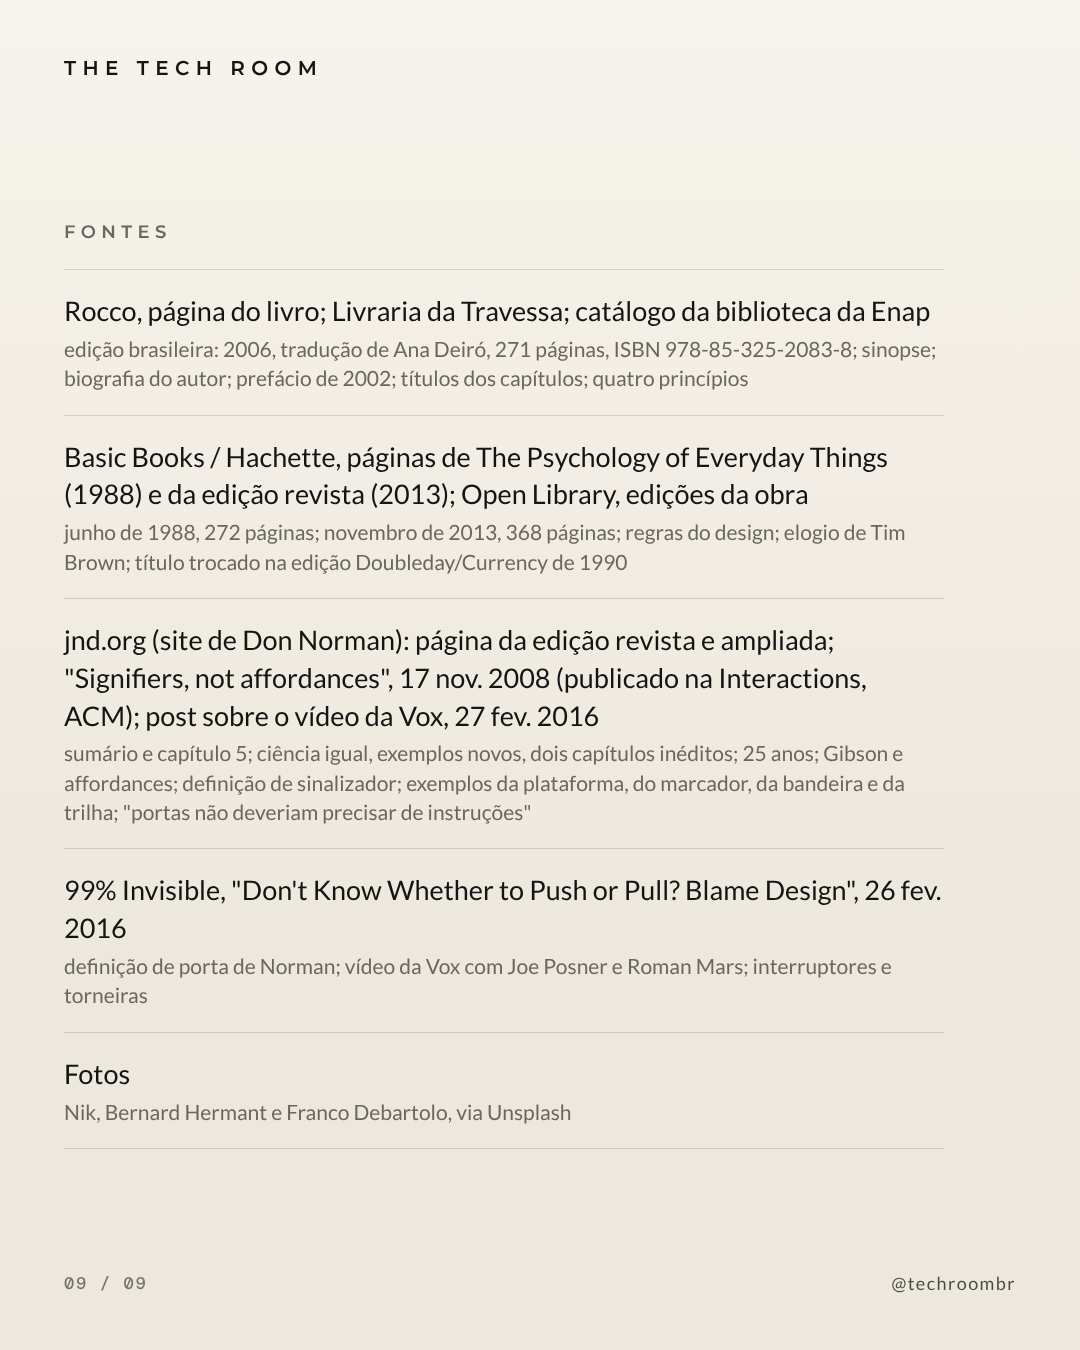 THE TECH ROOM
FONTES
Rocco, página do livro; Livraria da Travessa; catálogo da biblioteca da Enap
edição brasileira: 2006, tradução de Ana Deiró, 271 páginas, ISBN 978-85-325-2083-8; sinopse;
biografia do autor; prefácio de 2002; títulos dos capítulos; quatro princípios
Basic Books / Hachette, páginas de The Psychology of Everyday Things
(1988) e da edição revista (2013); Open Library, edições da obra
junho de 1988, 272 páginas; novembro de 2013, 368 páginas; regras do design; elogio de Tim
Brown; título trocado na edição Doubleday/Currency de 1990
jnd.org (site de Don Norman): página da edição revista e ampliada;
"Signifiers, not affordances", 17 nov. 2008 (publicado na Interactions,
ACM); post sobre o vídeo da Vox, 27 fev. 2016
sumário e capítulo 5; ciência igual, exemplos novos, dois capítulos inéditos; 25 anos; Gibson e
affordances; definição de sinalizador; exemplos da plataforma, do marcador, da bandeira e da
trilha; "portas não deveriam precisar de instruções"
99% Invisible, "Don't Know Whether to Push or Pull? Blame Design", 26 fev.
2016
definição de porta de Norman; vídeo da Vox com Joe Posner e Roman Mars; interruptores e
torneiras
Fotos
Nik, Bernard Hermant e Franco Debartolo, via Unsplash
09 / 09
@techroombr